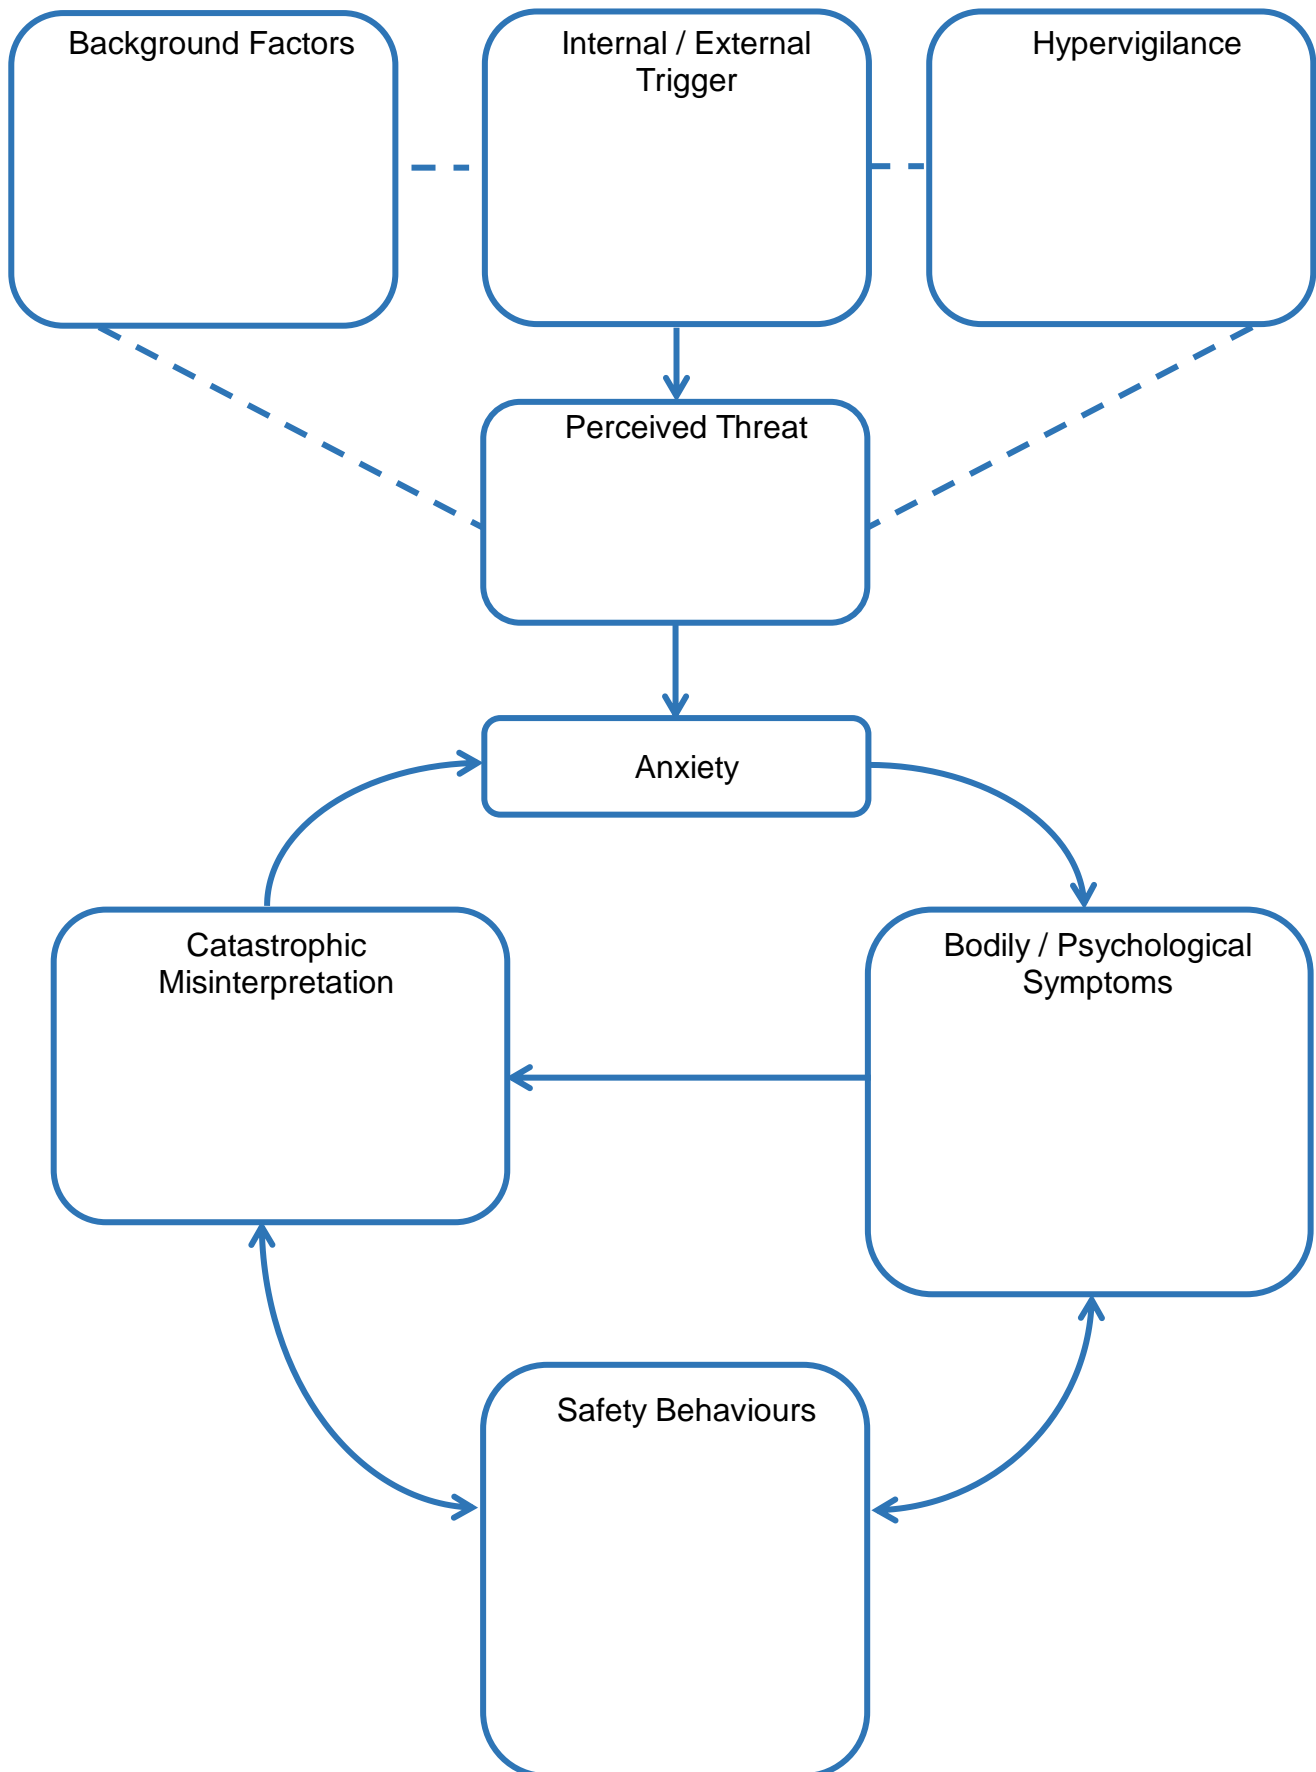 Background Factors
Internal / External
Trigger
Hypervigilance
Perceived Threat
Anxiety
Catastrophic
Misinterpretation
Bodily / Psychological
Symptoms
Safety Behaviours